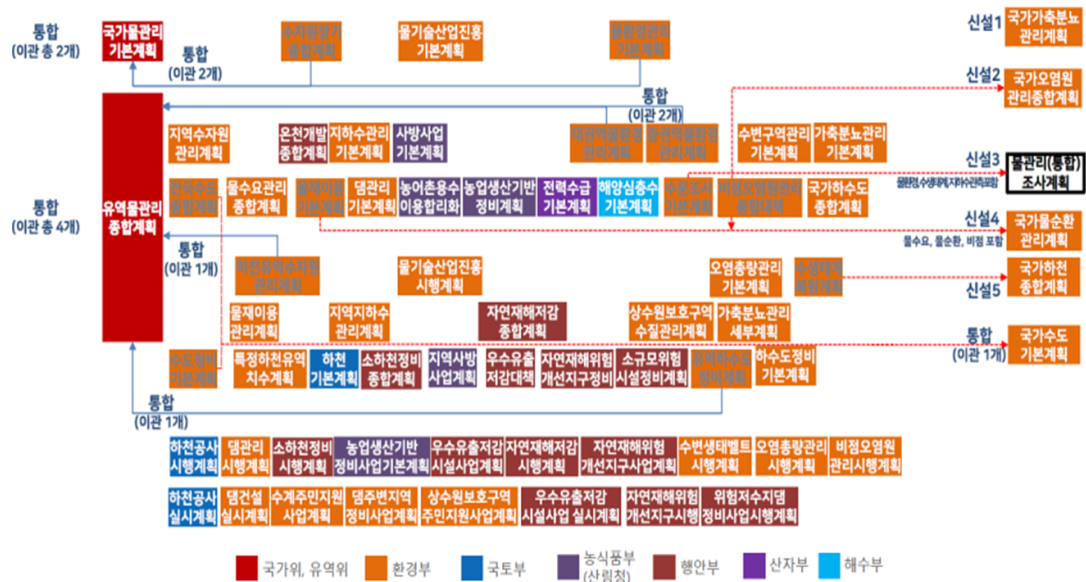 통합
(이관 총 2개)
국가물관리
기본계획
수자원장기
종합계획
물기술산업진흥
기본계획
물환경관리
기본계획
통합
(이관 2개)
신설1
국가가축분뇨
관리계획
신설2
국가오염원
관리종합계획
통합
(이관 2개)
지역수자원
관리계획
온천개발
종합계획
지하수관리
기본계획
사방사업
기본계획
대권역물환경
관리계획
중권역물환경
관리계획
수변구역관리
기본계획
가축분뇨관리
기본계획
신설3
물환경,수생태계,지하수관측포함
물관리(통합)
조사계획
통합
(이관 총 4개)
유역물관리
종합계획
전국수도
종합계획
물수요관리
종합계획
물재이용
기본계획
댐관리
기본계획
농어촌용수
이용합리화
농업생산기반
정비계획
전력수급
기본계획
해양심층수
기본계획
수문조사
기본계획
비점오염원관리
종합대책
국가하수도
종합계획
신설4
물수요, 물순환, 비점 포함
국가물순환
관리계획
통합
(이관 1개)
하천유역수자원
관리계획
물기술산업진흥
시행계획
오염총량관리
기본계획
수생태계
복원계획
신설5
국가하천
종합계획
물재이용
관리계획
지역지하수
관리계획
자연재해저감
종합계획
상수원보호구역
수질관리계획
가축분뇨관리
세부계획
통합
(이관 1개)
국가수도
기본계획
수도정비
기본계획
특정하천유역
치수계획
하천
기본계획
소하천정비
종합계획
지역사방
사업계획
우수유출
저감대책
자연재해위험
개선지구정비
소규모위험
시설정비계획
유역하수도
정비계획
하수도정비
기본계획
통합
(이관 1개)
하천공사
시행계획
댐관리
시행계획
소하천정비
시행계획
농업생산기반
정비사업기본계획
우수유출저감
시설사업계획
자연재해저감
시행계획
자연재해위험
개선지구사업계획
수변생태벨트
시행계획
오염총량관리
시행계획
비점오염원
관리시행계획
하천공사
실시계획
댐건설
실시계획
수계주민지원
사업계획
댐주변지역
정비사업계획
상수원보호구역
주민지원사업계획
우수유출저감
시설사업 실시계획
자연재해위험
개선지구시행
위험저수지댐
정비사업시행계획
국가위, 유역위
환경부
국토부
농식품부
(산림청)
행안부
산자부
해수부